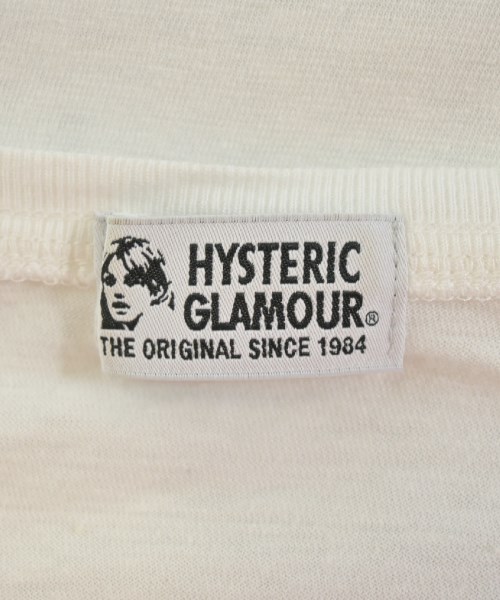 HYSTERIC
GLAMOUR®
THE ORIGINAL SINCE 1984